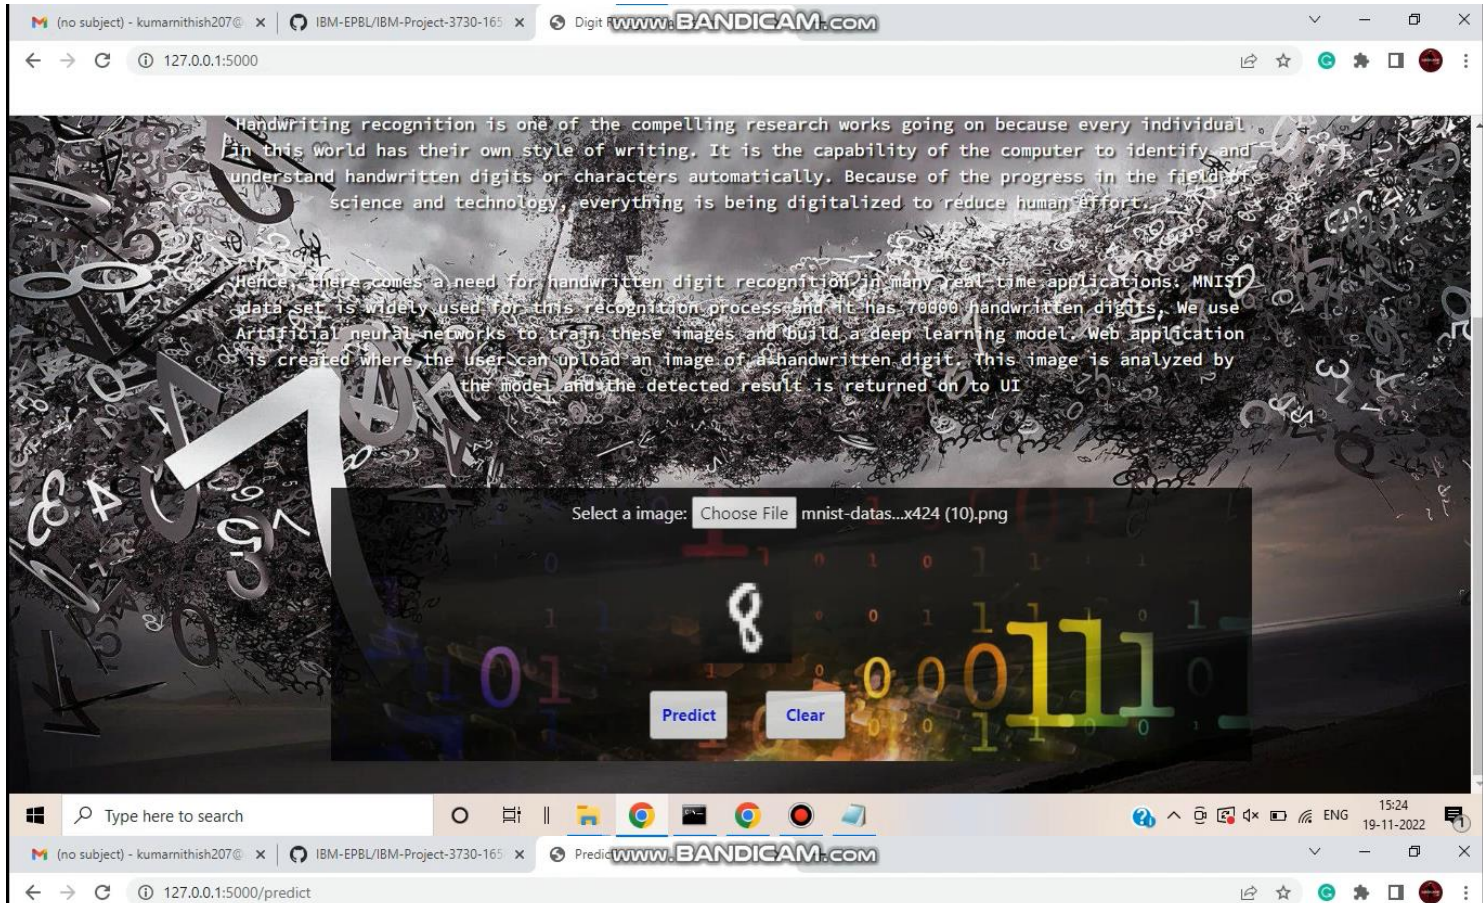 (no subject) - kumarnithish207@
IBM-EPBL/IBM-Project-3730-165
Digit R
www.BANDICAM.com
127.0.0.1:5000
Handwriting recognition is one of the compelling research works going on because every individual
in this world has their own style of writing. It is the capability of the computer to identify and
understand handwritten digits or characters automatically. Because of the progress in the field of
science and technology, everything is being digitalized to reduce human effort.
Hence, there comes a need for handwritten digit recognition in many real-time applications. MNIST
data set is widely used for this recognition process and it has 70000 handwritten digits. We use
Artificial neural networks to train these images and build a deep learning model. Web application
is created where the user can upload an image of a handwritten digit. This image is analyzed by
the model and the detected result is returned on to UI
Select a image: Choose File mnist-datas...x424 (10).png
8
Predict Clear
Type here to search
ENG
15:24
19-11-2022
(no subject) - kumarnithish207@
IBM-EPBL/IBM-Project-3730-165
Predic
www.BANDICAM.com
127.0.0.1:5000/predict